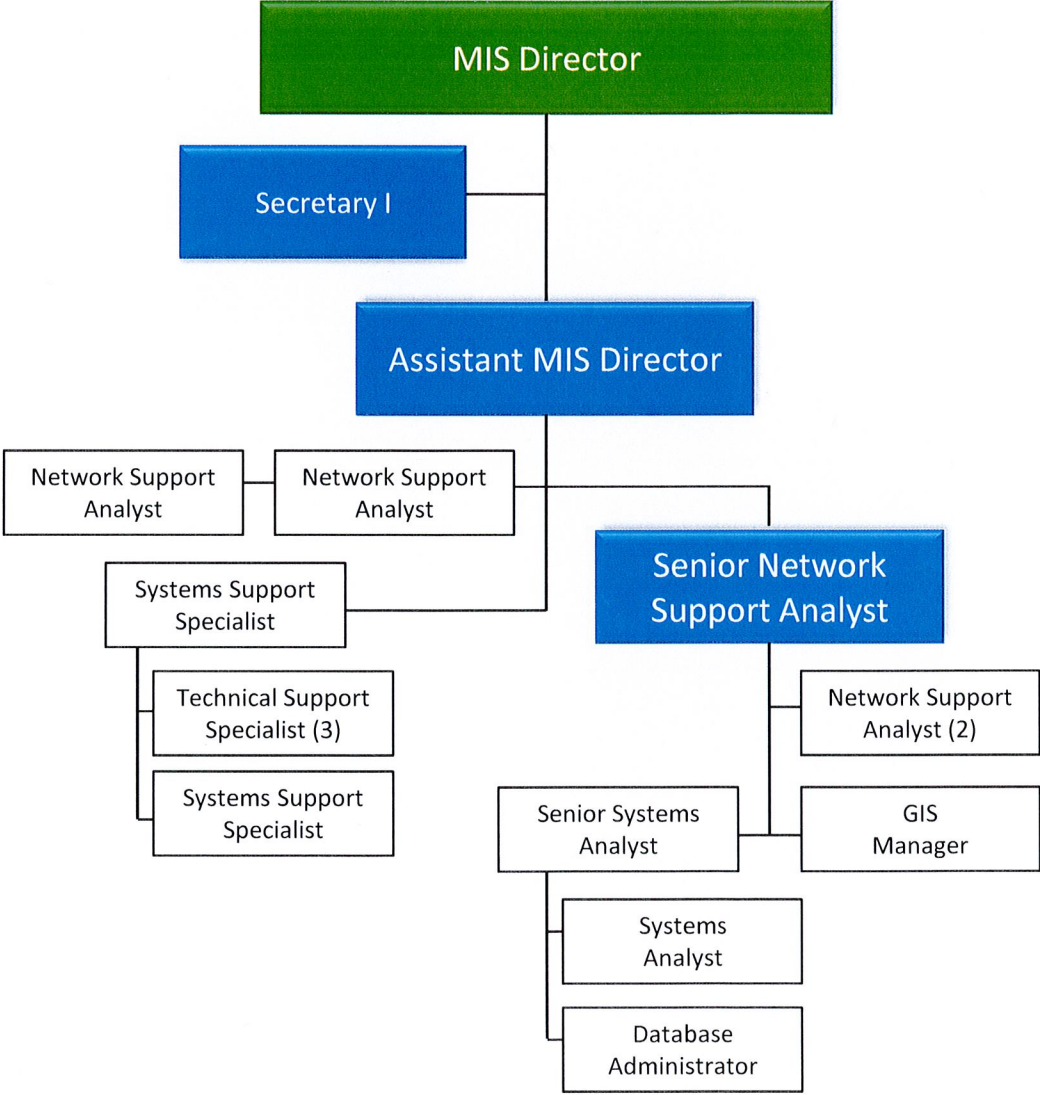 MIS Director
Secretary I
Assistant MIS Director
Network Support
Analyst
Network Support
Analyst
Systems Support
Specialist
Senior Network
Support Analyst
Technical Support
Specialist (3)
Network Support
Analyst (2)
Systems Support
Specialist
Senior Systems
Analyst
GIS
Manager
Systems
Analyst
Database
Administrator